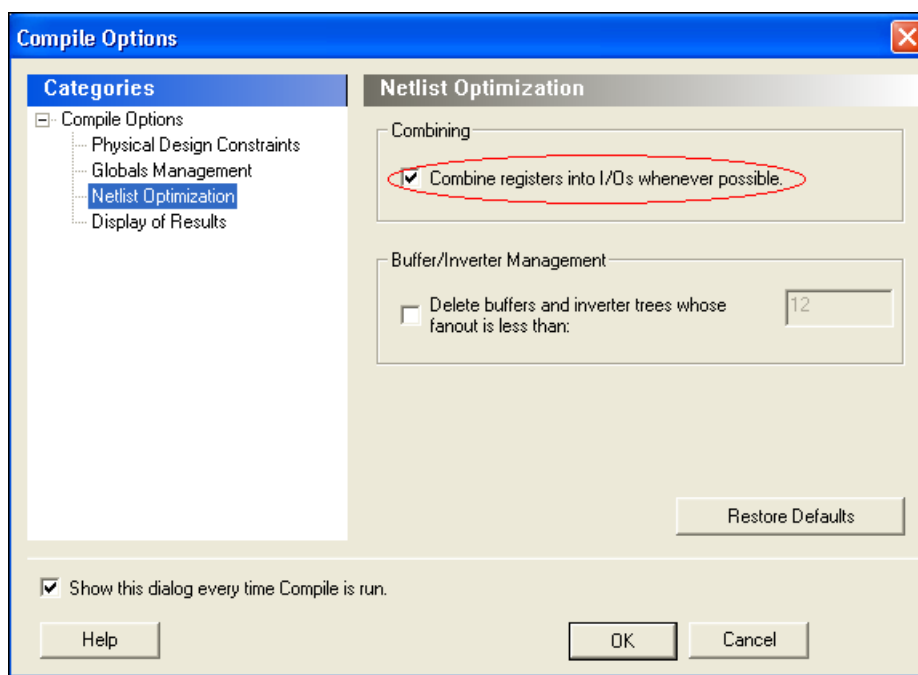 Compile Options
Categories
Compile Options
Physical Design Constraints
Globals Management
Netlist Optimization
Display of Results
Netlist Optimization
Combining
Combine registers into I/Os whenever possible.
Buffer/Inverter Management
Delete buffers and inverter trees whose
fanout is less than:
12
Restore Defaults
Show this dialog every time Compile is run.
Help
OK
Cancel